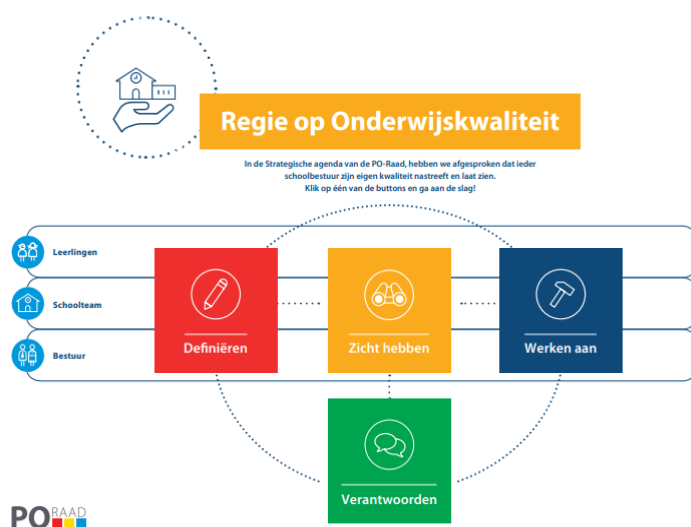 Regie op Onderwijskwaliteit
In de Strategische agenda van de PO-Raad, hebben we afgesproken dat ieder
schoolbestuur zijn eigen kwaliteit nastreeft en laat zien.
Klik op één van de buttons en ga aan de slag!
Leerlingen
Schoolteam
Bestuur
Definiëren
Zicht hebben
Werken aan
Verantwoorden
PO RAAD